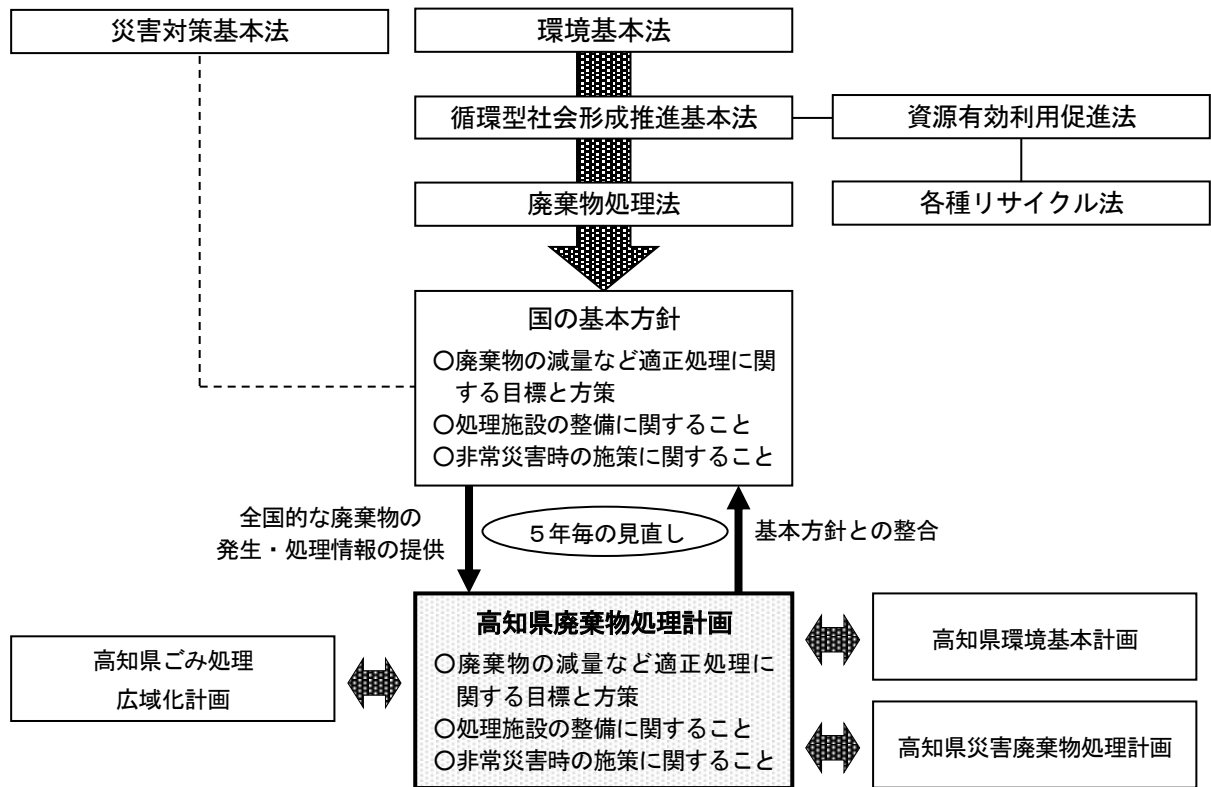 災害対策基本法
環境基本法
循環型社会形成推進基本法
資源有効利用促進法
廃棄物処理法
各種リサイクル法
国の基本方針
○廃棄物の減量など適正処理に関
する目標と方策
○処理施設の整備に関すること
○非常災害時の施策に関すること
全国的な廃棄物の
発生・処理情報の提供
５年毎の見直し
基本方針との整合
高知県廃棄物処理計画
○廃棄物の減量など適正処理に
関する目標と方策
○処理施設の整備に関すること
○非常災害時の施策に関すること
高知県ごみ処理
広域化計画
高知県環境基本計画
高知県災害廃棄物処理計画